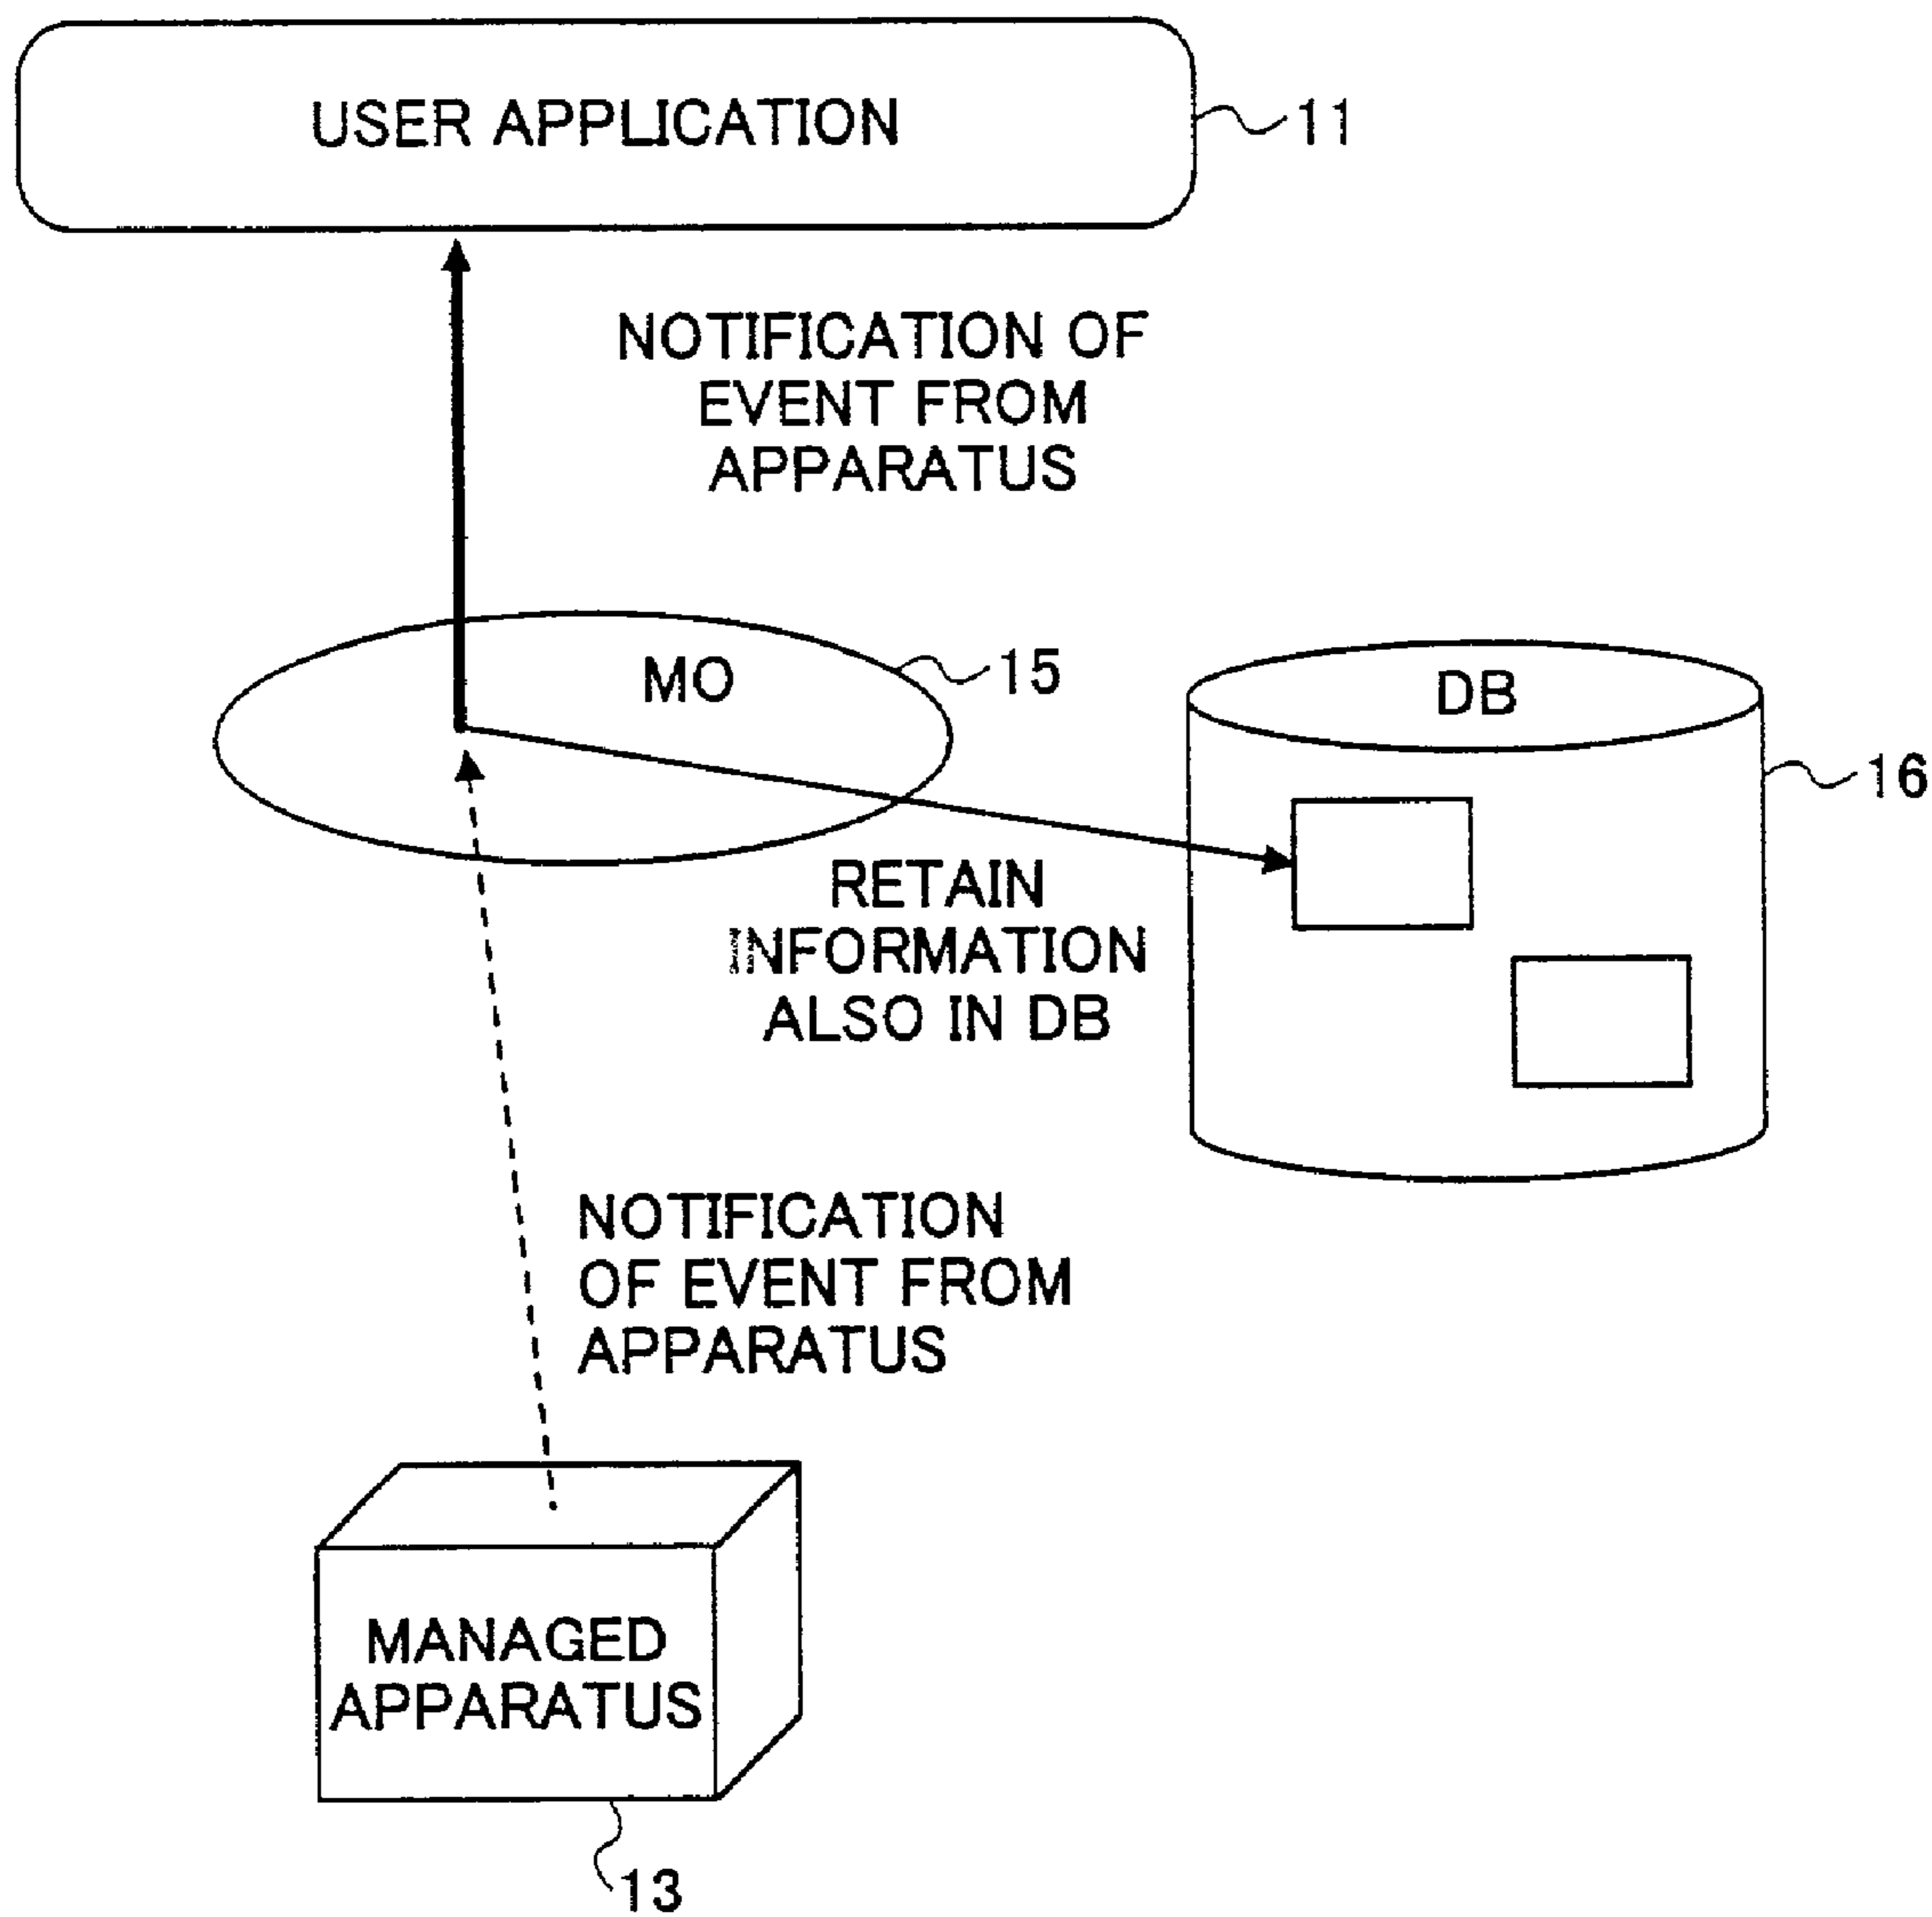 USER APPLICATION
11
NOTIFICATION OF
EVENT FROM
APPARATUS
MO
15
DB
16
RETAIN
INFORMATION
ALSO IN DB
NOTIFICATION
OF EVENT FROM
APPARATUS
MANAGED
APPARATUS
13